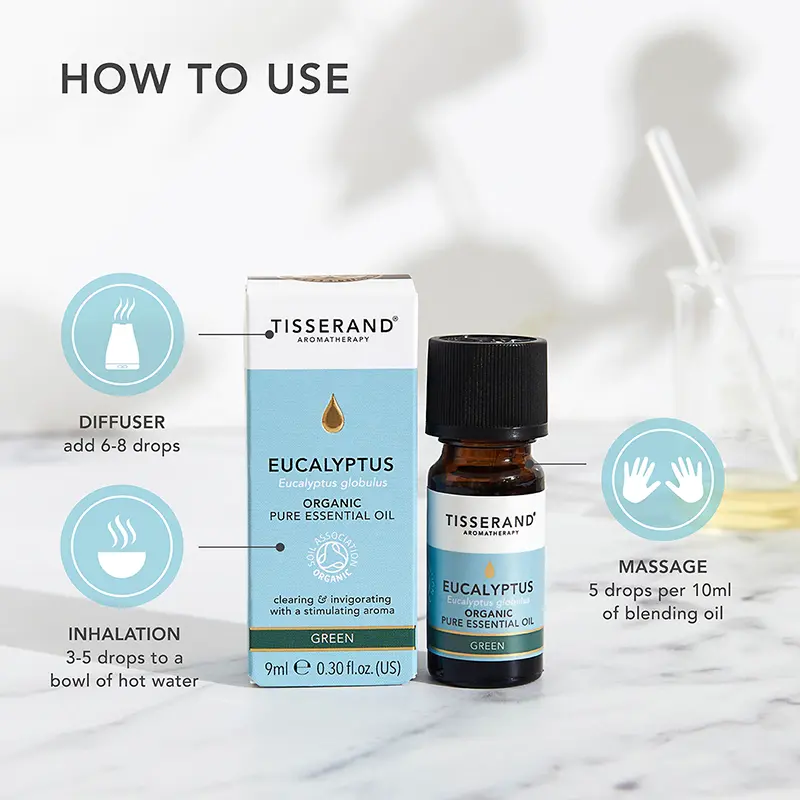 HOW TO USE
DIFFUSER
add 6-8 drops
INHALATION
3-5 drops to a
bowl of hot water
TISSERAND®
AROMATHERAPY
EUCALYPTUS
Eucalyptus globulus
ORGANIC
PURE ESSENTIAL OIL
SOIL ASSOCIATION
ORGANIC
clearing & invigorating
with a stimulating aroma
GREEN
9ml ℮ 0.30 fl.oz.(US)
TISSERAND®
AROMATHERAPY
EUCALYPTUS
Eucalyptus globulus
ORGANIC
PURE ESSENTIAL OIL
GREEN
MASSAGE
5 drops per 10ml
of blending oil